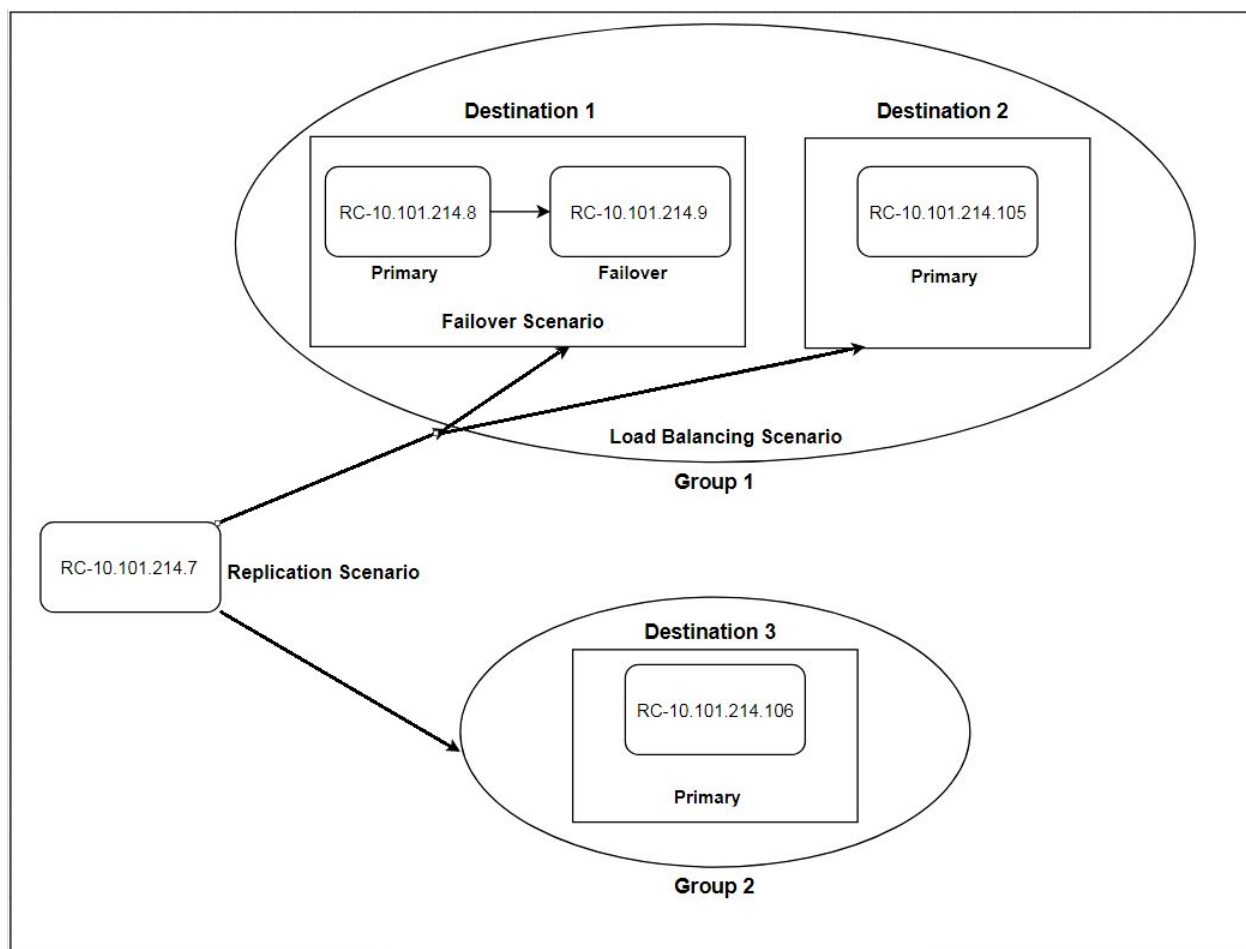 Destination 1
Destination 2
RC-10.101.214.8
RC-10.101.214.9
RC-10.101.214.105
Primary
Failover
Primary
Failover Scenario
Load Balancing Scenario
Group 1
RC-10.101.214.7
Replication Scenario
Destination 3
RC-10.101.214.106
Primary
Group 2